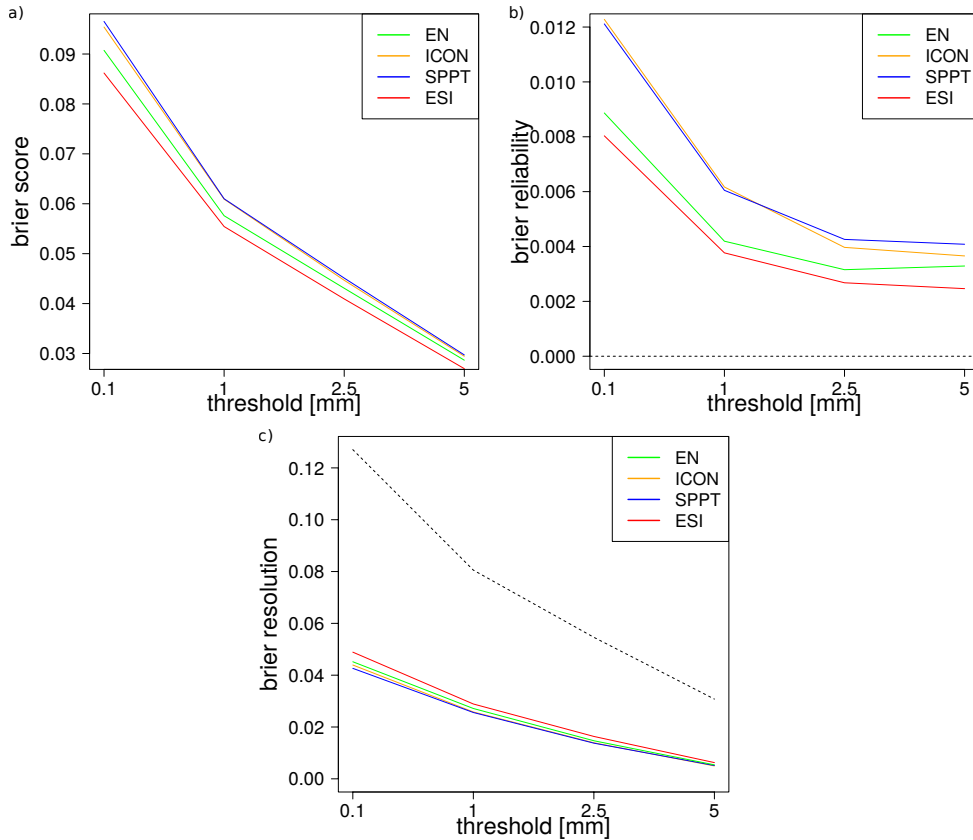 a)
EN
ICON
SPPT
ESI
0.09
0.08
0.07
0.06
0.05
0.04
0.03
brier score
0.1 1 2.5 5
threshold [mm]
b)
EN
ICON
SPPT
ESI
0.012
0.010
0.008
0.006
0.004
0.002
0.000
brier reliability
0.1 1 2.5 5
threshold [mm]
c)
EN
ICON
SPPT
ESI
0.12
0.10
0.08
0.06
0.04
0.02
0.00
brier resolution
0.1 1 2.5 5
threshold [mm]